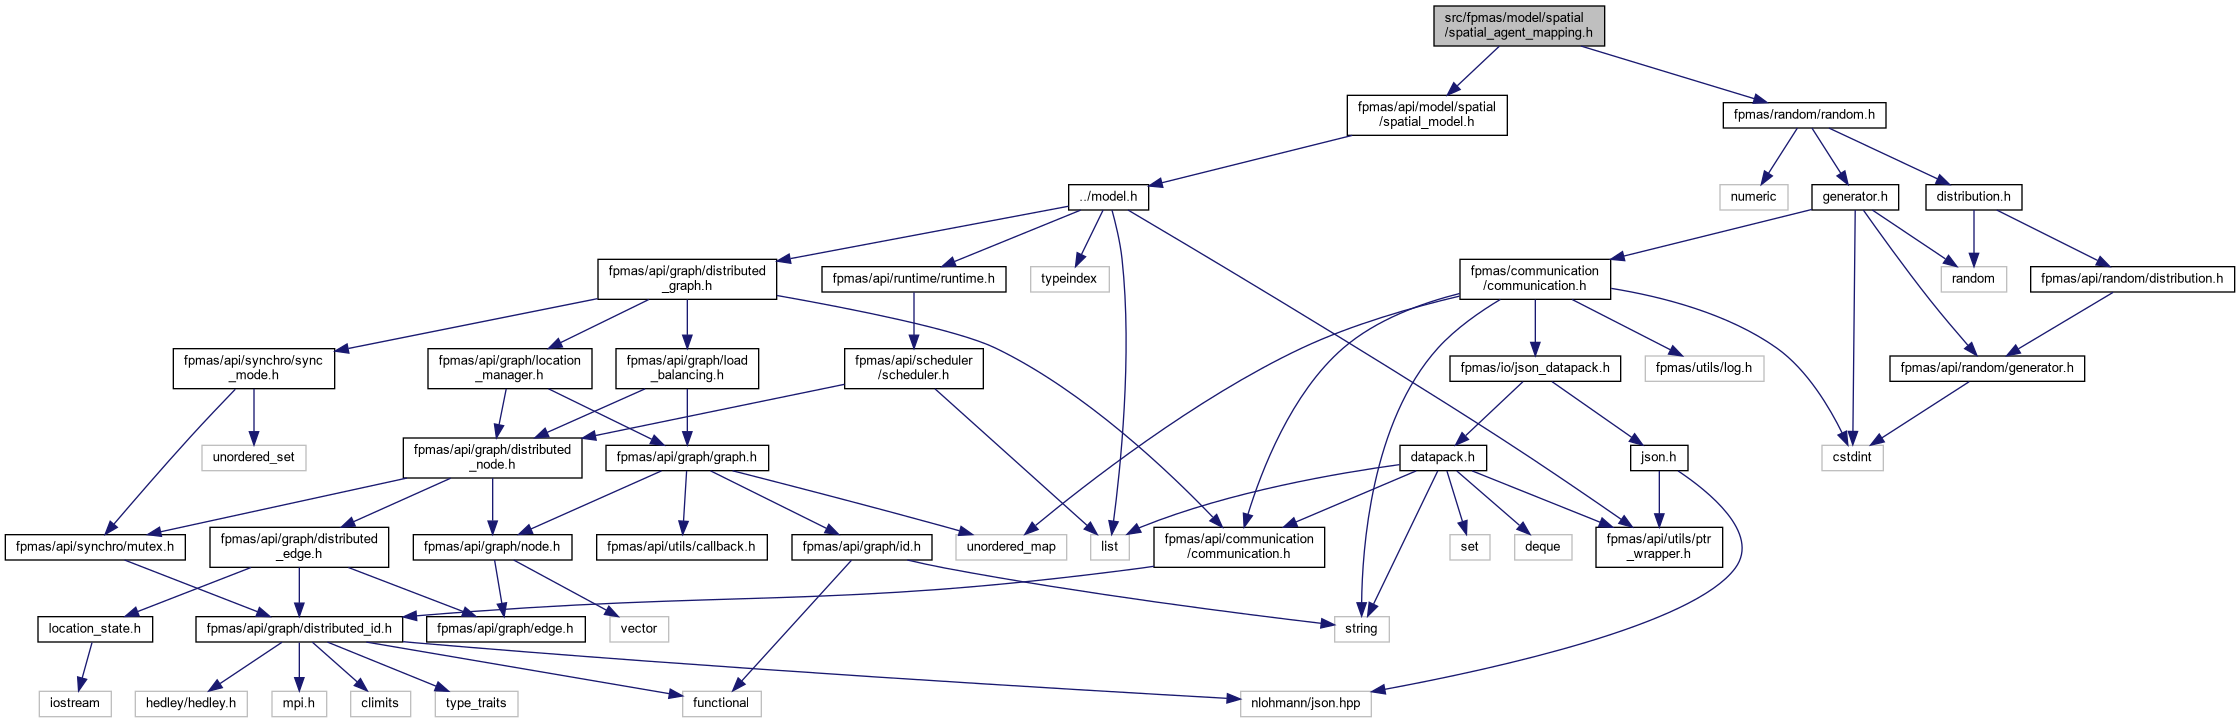 src/fpmas/model/spatial
/spatial_agent_mapping.h
fpmas/api/model/spatial
/spatial_model.h
fpmas/random/random.h
../model.h
numeric
generator.h
distribution.h
fpmas/api/graph/distributed
_graph.h
fpmas/api/runtime/runtime.h
typeindex
fpmas/communication
/communication.h
random
fpmas/api/random/distribution.h
fpmas/api/synchro/sync
_mode.h
fpmas/api/graph/location
_manager.h
fpmas/api/graph/load
_balancing.h
fpmas/api/scheduler
/scheduler.h
fpmas/io/json_datapack.h
fpmas/utils/log.h
fpmas/api/random/generator.h
unordered_set
fpmas/api/graph/distributed
_node.h
fpmas/api/graph/graph.h
datapack.h
json.h
cstdint
fpmas/api/synchro/mutex.h
fpmas/api/graph/distributed
_edge.h
fpmas/api/graph/node.h
fpmas/api/utils/callback.h
fpmas/api/graph/id.h
unordered_map
list
fpmas/api/communication
/communication.h
set
deque
fpmas/api/utils/ptr
_wrapper.h
location_state.h
fpmas/api/graph/distributed_id.h
fpmas/api/graph/edge.h
vector
string
iostream
hedley/hedley.h
mpi.h
climits
type_traits
functional
nlohmann/json.hpp